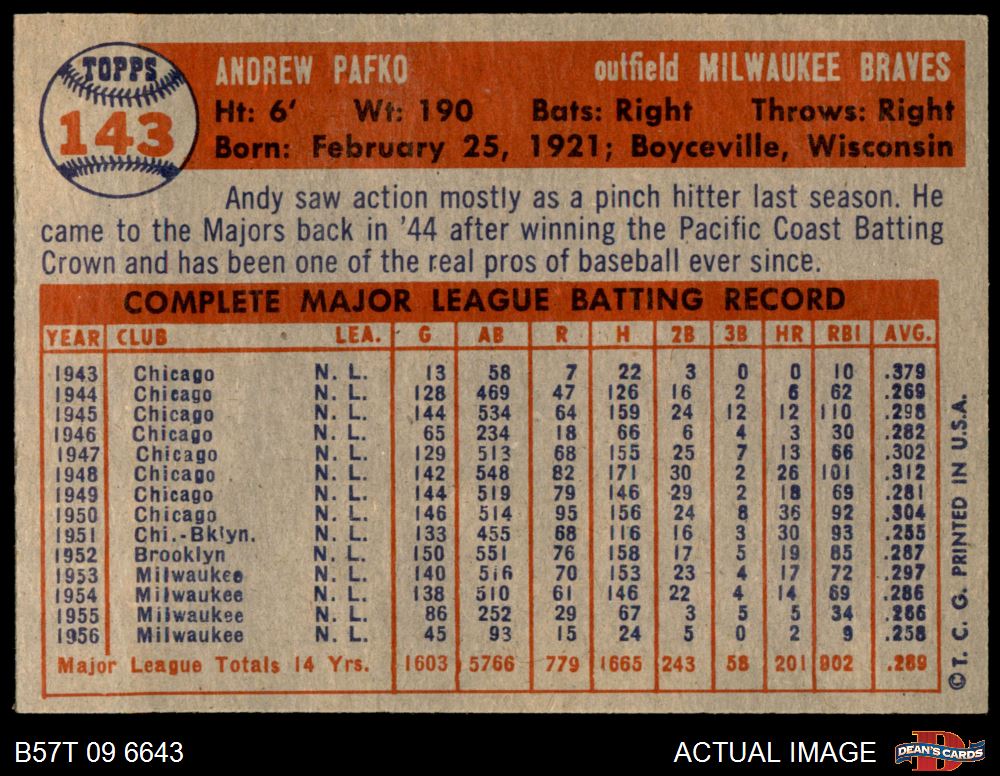 TOPPS
143
ANDREW PAFKO outfield MILWAUKEE BRAVES
Ht: 6' Wt: 190 Bats: Right Throws: Right
Born: February 25, 1921; Boyceville, Wisconsin
Andy saw action mostly as a pinch hitter last season. He
came to the Majors back in '44 after winning the Pacific Coast Batting
Crown and has been one of the real pros of baseball ever since.
COMPLETE MAJOR LEAGUE BATTING RECORD
YEAR CLUB LEA. G AB R H 2B 3B HR RBI AVG.
1943 Chicago N. L. 13 58 7 22 3 0 0 10 .379
1944 Chicago N. L. 128 469 47 126 16 2 6 62 .269
1945 Chicago N. L. 144 534 64 159 24 12 12 110 .298
1946 Chicago N. L. 65 234 18 66 6 4 3 30 .282
1947 Chicago N. L. 129 513 68 155 25 7 13 66 .302
1948 Chicago N. L. 142 548 82 171 30 2 26 101 .312
1949 Chicago N. L. 144 519 79 146 29 2 18 69 .281
1950 Chicago N. L. 146 514 95 156 24 8 36 92 .304
1951 Chi.-Bklyn. N. L. 133 455 68 116 16 3 30 93 .255
1952 Brooklyn N. L. 150 551 76 158 17 5 19 85 .287
1953 Milwaukee N. L. 140 516 70 153 23 4 17 72 .297
1954 Milwaukee N. L. 138 510 61 146 22 4 14 69 .286
1955 Milwaukee N. L. 86 252 29 67 3 5 5 34 .266
1956 Milwaukee N. L. 45 93 15 24 5 0 2 9 .258
Major League Totals 14 Yrs. 1603 5766 779 1665 243 58 201 902 .289
©T. C. G. PRINTED IN U.S.A.
B57T 09 6643 ACTUAL IMAGE DEAN'S CARDS